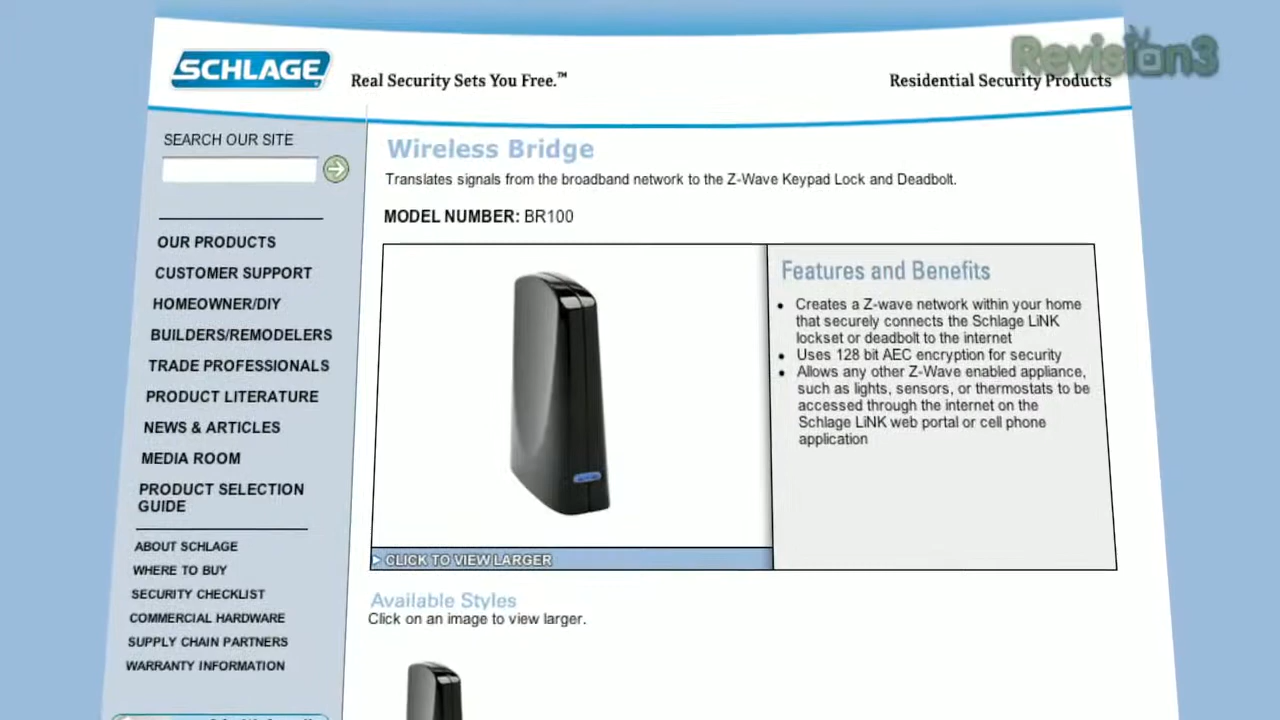 Revision3
SCHLAGE
Real Security Sets You Free.™
Residential Security Products
SEARCH OUR SITE
OUR PRODUCTS
CUSTOMER SUPPORT
HOMEOWNER/DIY
BUILDERS/REMODELERS
TRADE PROFESSIONALS
PRODUCT LITERATURE
NEWS & ARTICLES
MEDIA ROOM
PRODUCT SELECTION
GUIDE
ABOUT SCHLAGE
WHERE TO BUY
SECURITY CHECKLIST
COMMERCIAL HARDWARE
SUPPLY CHAIN PARTNERS
WARRANTY INFORMATION
Wireless Bridge
Translates signals from the broadband network to the Z-Wave Keypad Lock and Deadbolt.
MODEL NUMBER: BR100
CLICK TO VIEW LARGER
Features and Benefits
• Creates a Z-wave network within your home
that securely connects the Schlage LiNK
lockset or deadbolt to the internet
• Uses 128 bit AEC encryption for security
• Allows any other Z-Wave enabled appliance,
such as lights, sensors, or thermostats to be
accessed through the internet on the
Schlage LiNK web portal or cell phone
application
Available Styles
Click on an image to view larger.